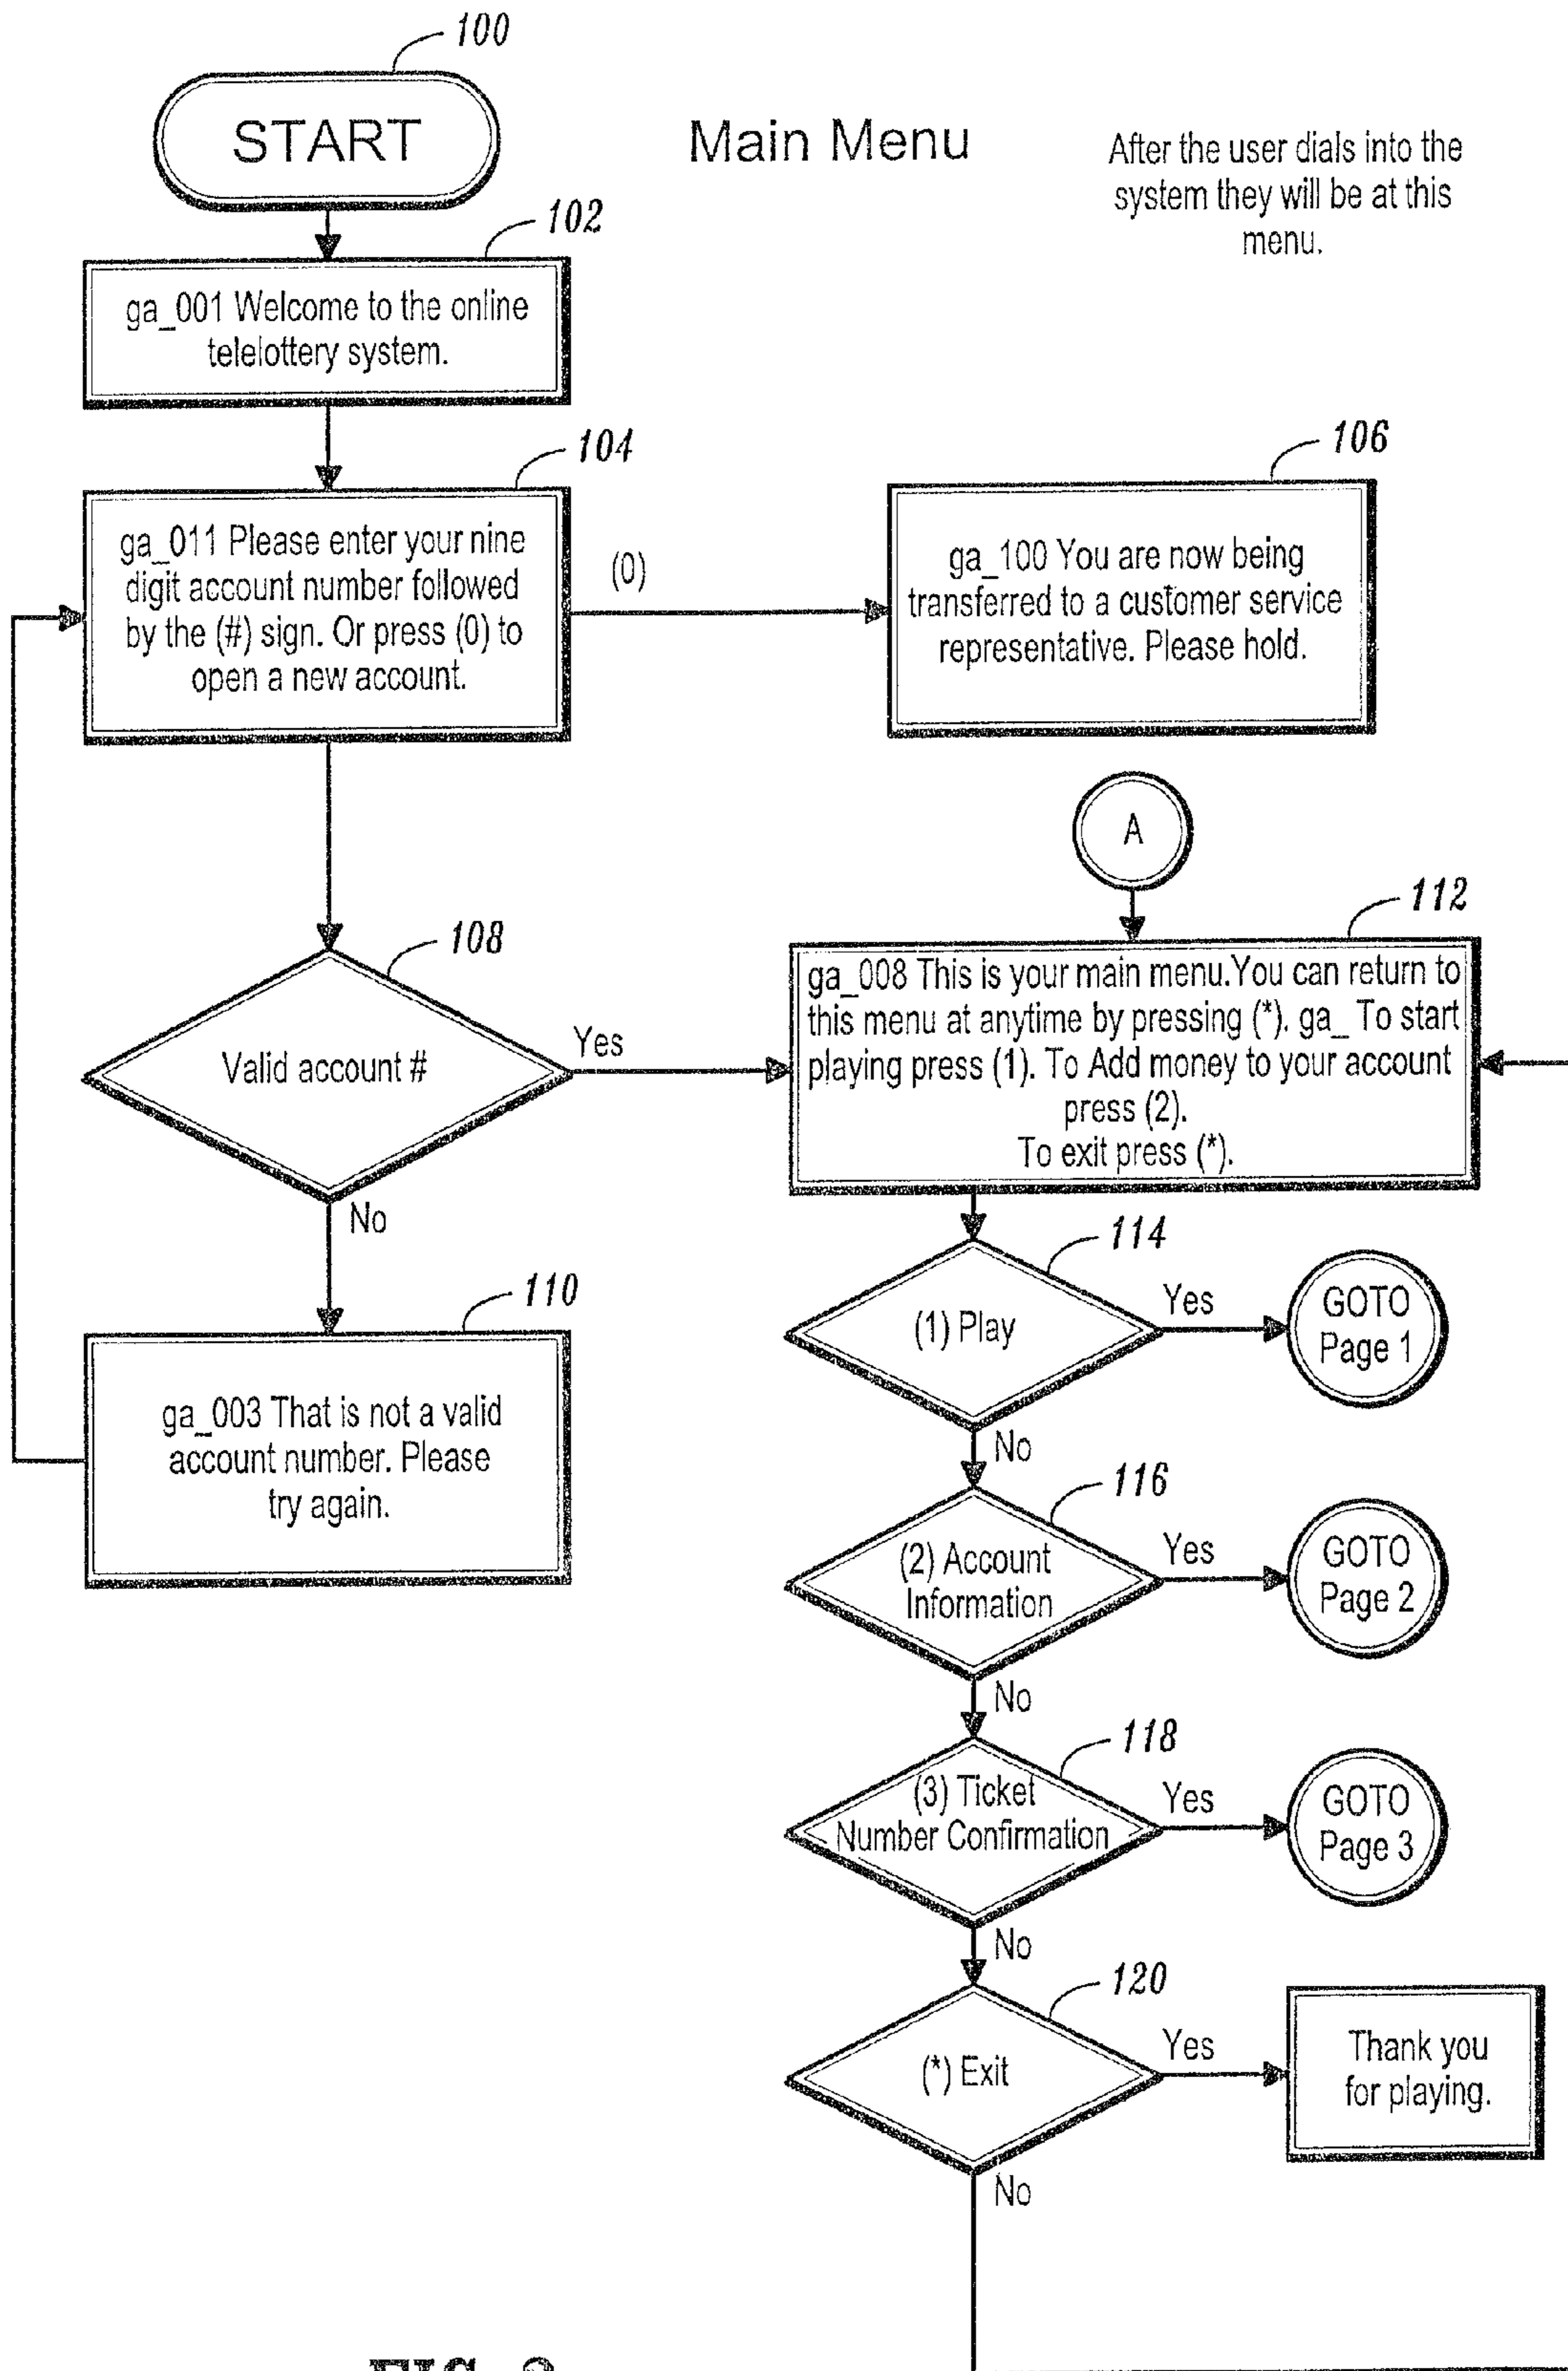 100
START
Main Menu
After the user dials into the
system they will be at this
menu.
102
ga_001 Welcome to the online
telelottery system.
104
ga_011 Please enter your nine
digit account number followed
by the (#) sign. Or press (0) to
open a new account.
(0)
106
ga_100 You are now being
transferred to a customer service
representative. Please hold.
A
108
Valid account #
Yes
No
112
ga_008 This is your main menu.You can return to
this menu at anytime by pressing (*). ga_ To start
playing press (1). To Add money to your account
press (2).
To exit press (*).
110
ga_003 That is not a valid
account number. Please
try again.
114
(1) Play
Yes
GOTO
Page 1
No
116
(2) Account
Information
Yes
GOTO
Page 2
No
118
(3) Ticket
Number Confirmation
Yes
GOTO
Page 3
No
120
(*) Exit
Yes
Thank you
for playing.
No